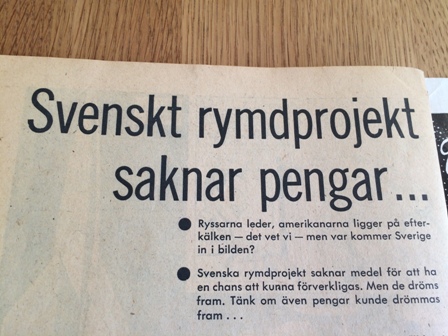 Svenskt rymdprojekt
saknar pengar...
● Ryssarna leder, amerikanarna ligger på efter-
kälken — det vet vi — men var kommer Sverige
in i bilden?
● Svenska rymdprojekt saknar medel för att ha
en chans att kunna förverkligas. Men de dröms
fram. Tänk om även pengar kunde drömmas
fram . . .